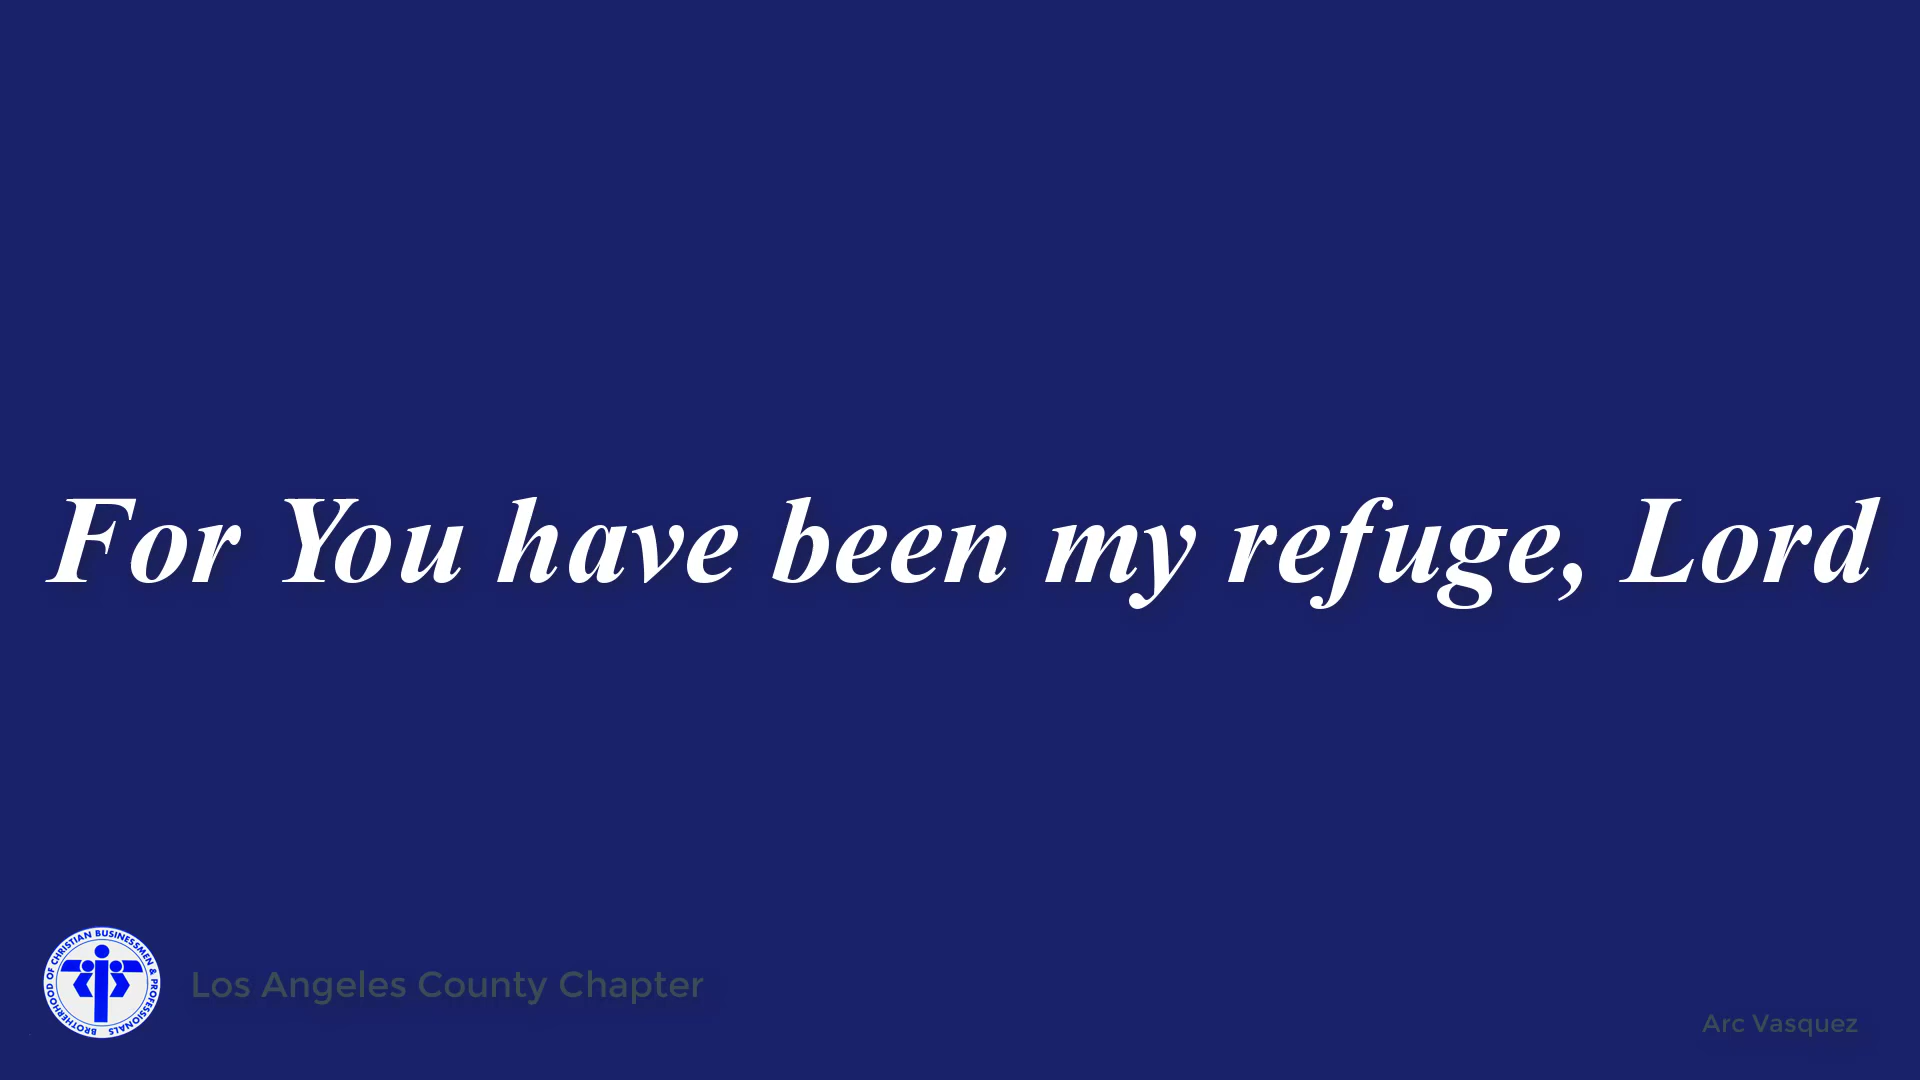 For You have been my refuge, Lord
BROTHERHOOD OF CHRISTIAN BUSINESSMEN & PROFESSIONALS
Los Angeles County Chapter
Arc Vasquez